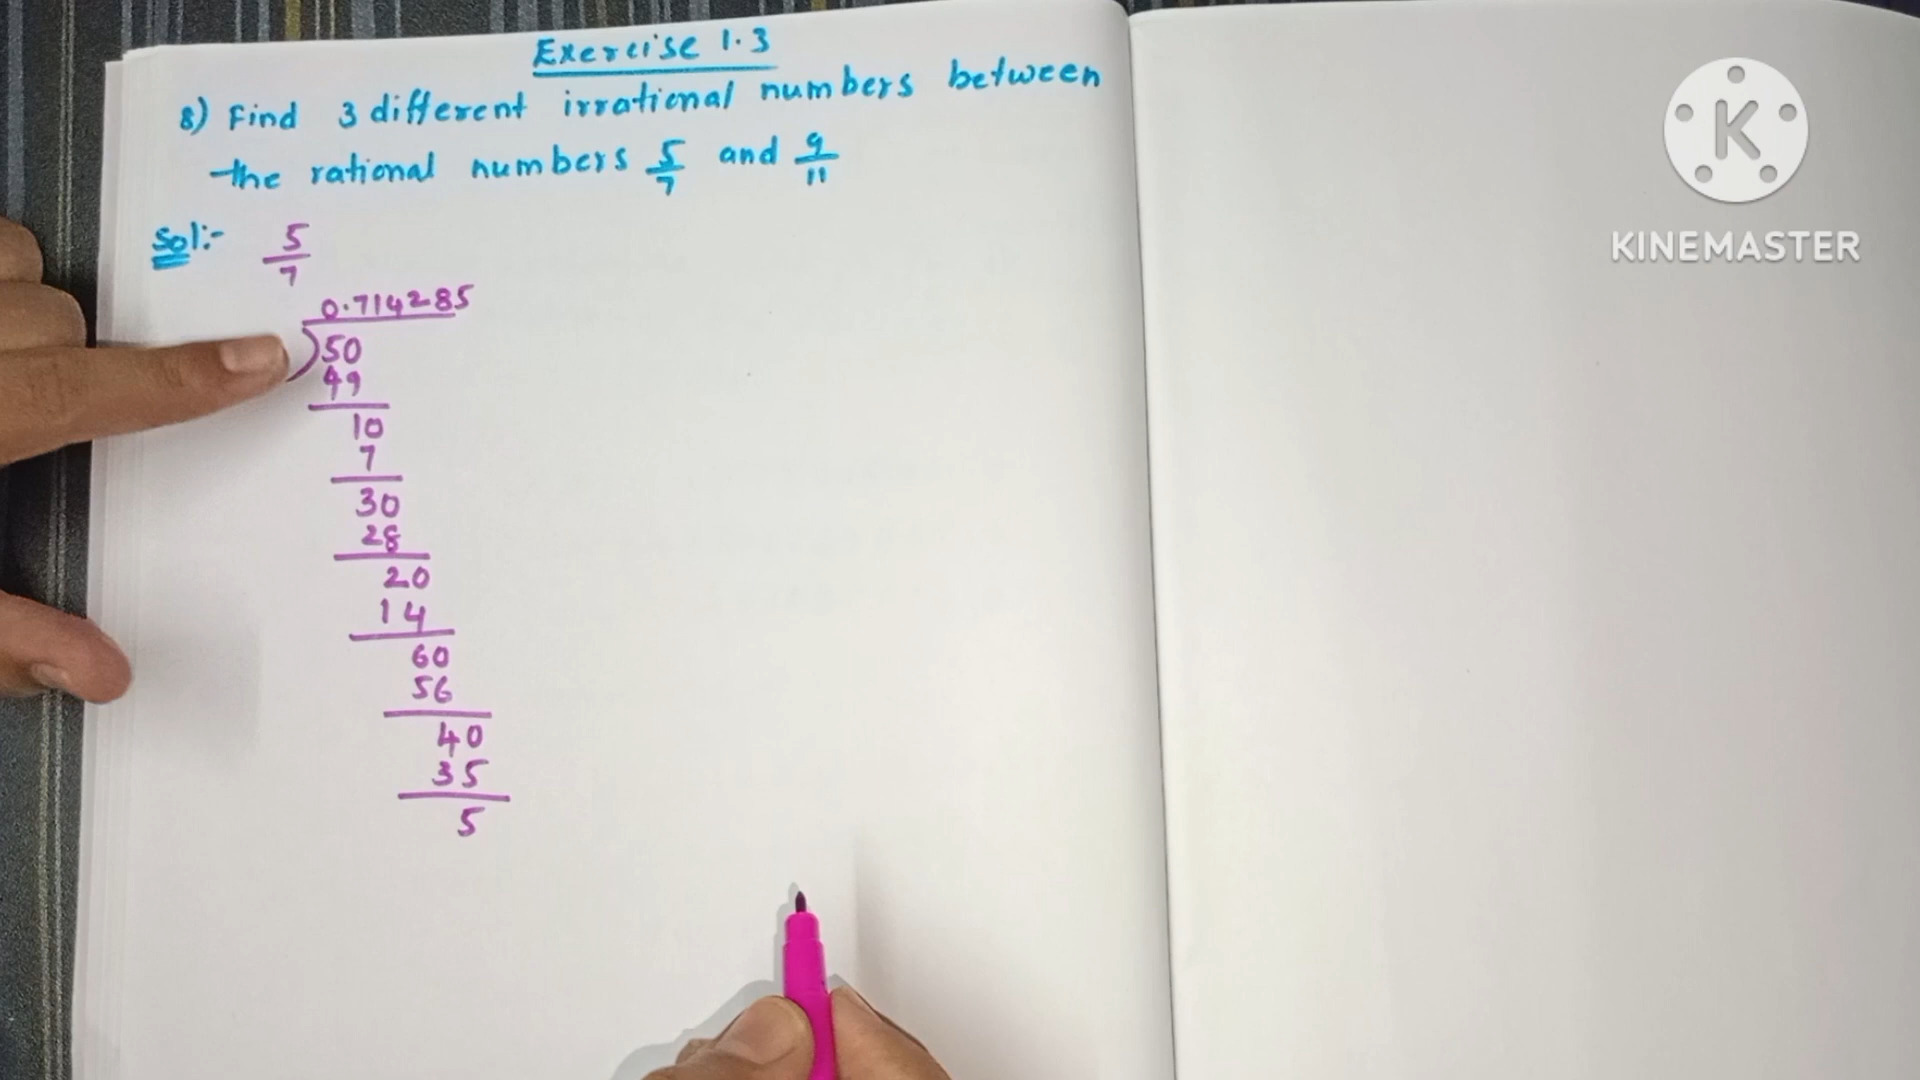 Exercise 1.3
8) Find 3 different irrational numbers between
the rational numbers 5/7 and 9/11
Sol:- 5/7
0.714285
)50
49
10
7
30
28
20
14
60
56
40
35
5
K
KINEMASTER